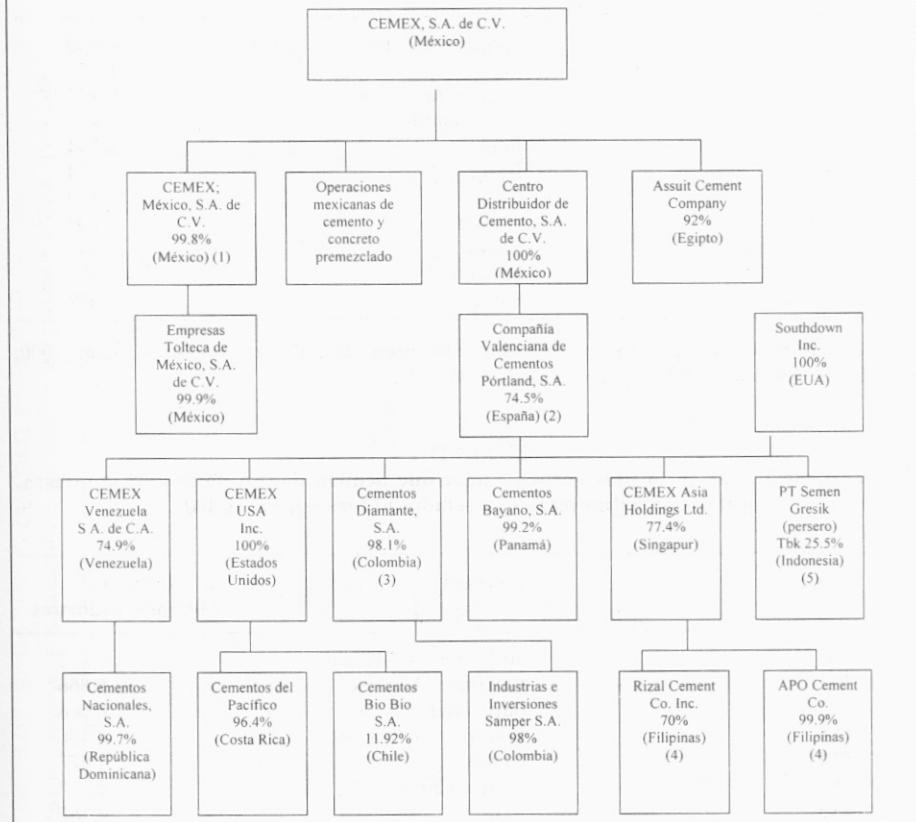 CEMEX, S.A. de C.V.
(México)
CEMEX;
México, S.A. de
C.V.
99.8%
(México) (1)
Operaciones
mexicanas de
cemento y
concreto
premezclado
Centro
Distribuidor de
Cemento, S.A.
de C.V.
100%
(México)
Assuit Cement
Company
92%
(Egipto)
Empresas
Tolteca de
México, S.A.
de C.V.
99.9%
(México)
Compañía
Valenciana de
Cementos
Pórtland, S.A.
74.5%
(España) (2)
Southdown
Inc.
100%
(EUA)
CEMEX
Venezuela
S A. de C.A.
74.9%
(Venezuela)
CEMEX
USA
Inc.
100%
(Estados
Unidos)
Cementos
Diamante,
S.A.
98.1%
(Colombia)
(3)
Cementos
Bayano, S.A.
99.2%
(Panamá)
CEMEX Asia
Holdings Ltd.
77.4%
(Singapur)
PT Semen
Gresik
(persero)
Tbk 25.5%
(Indonesia)
(5)
Cementos
Nacionales,
S.A.
99.7%
(República
Dominicana)
Cementos del
Pacífico
96.4%
(Costa Rica)
Cementos
Bio Bio
S.A.
11.92%
(Chile)
Industrias e
Inversiones
Samper S.A.
98%
(Colombia)
Rizal Cement
Co. Inc.
70%
(Filipinas)
(4)
APO Cement
Co.
99.9%
(Filipinas)
(4)